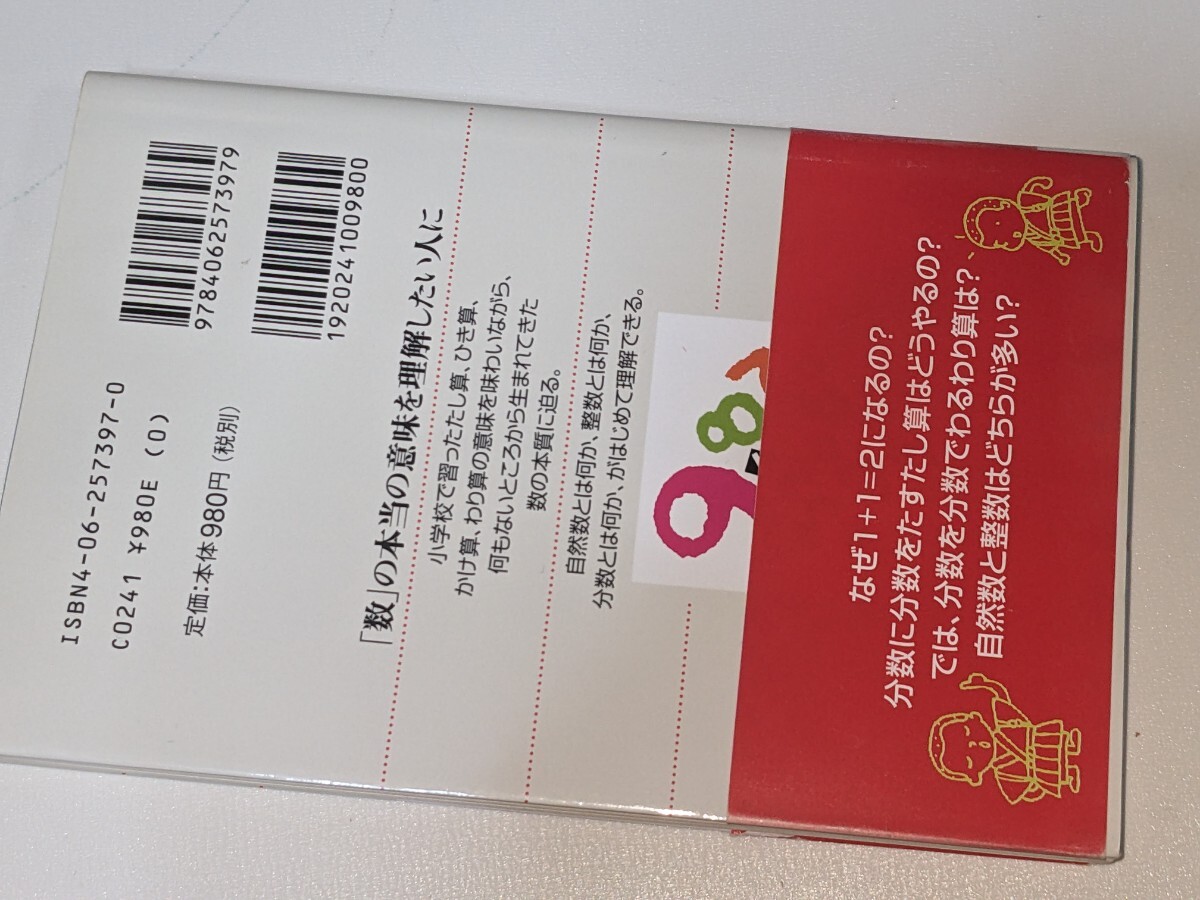 9784062573979
1920241009800
ISBN4-06-257397-0
C0241 ¥980E (0)
定価:本体980円(税別)
「数」の本当の意味を理解したい人に
小学校で習ったたし算、ひき算、
かけ算、わり算の意味を味わいながら、
何もないところから生まれてきた
数の本質に迫る。
自然数とは何か、整数とは何か、
分数とは何か、がはじめて理解できる。
9
8
なぜ1+1=2になるの?
分数に分数をたすたし算はどうやるの?
では、分数を分数でわるわり算は?
自然数と整数はどちらが多い?